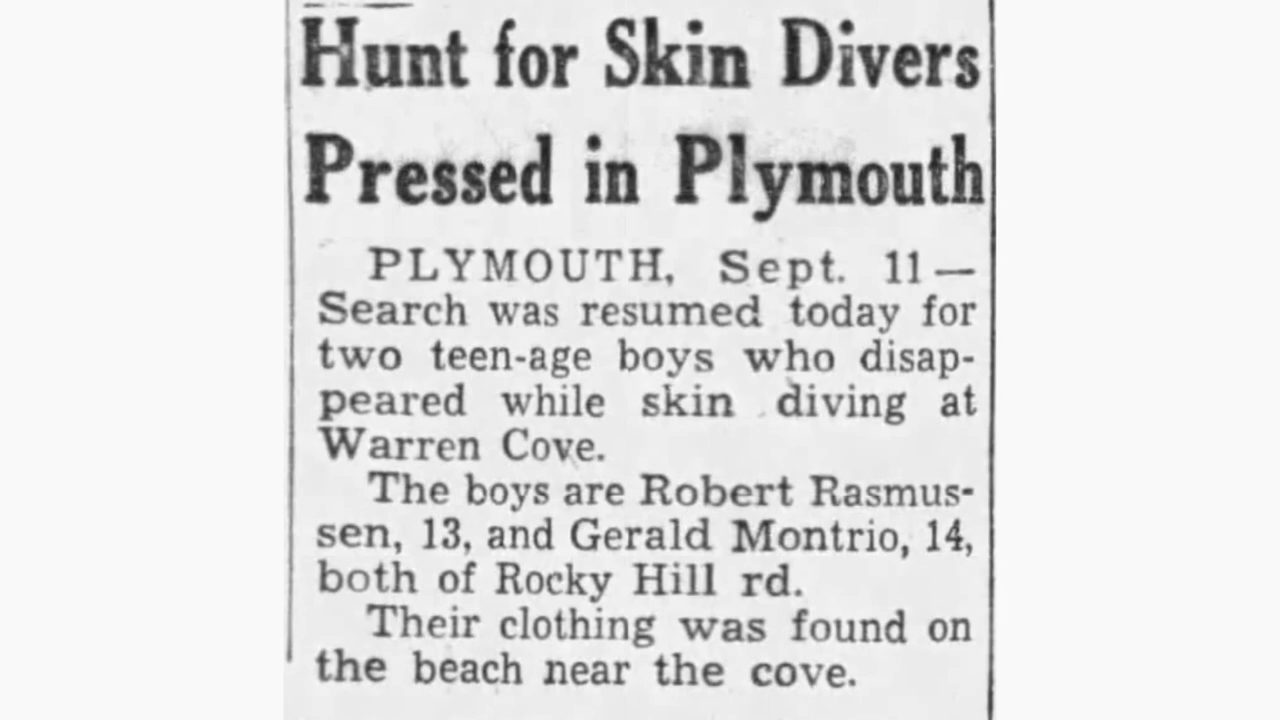 Hunt for Skin Divers
Pressed in Plymouth
PLYMOUTH, Sept. 11—
Search was resumed today for
two teen-age boys who disap-
peared while skin diving at
Warren Cove.
The boys are Robert Rasmus-
sen, 13, and Gerald Montrio, 14,
both of Rocky Hill rd.
Their clothing was found on
the beach near the cove.